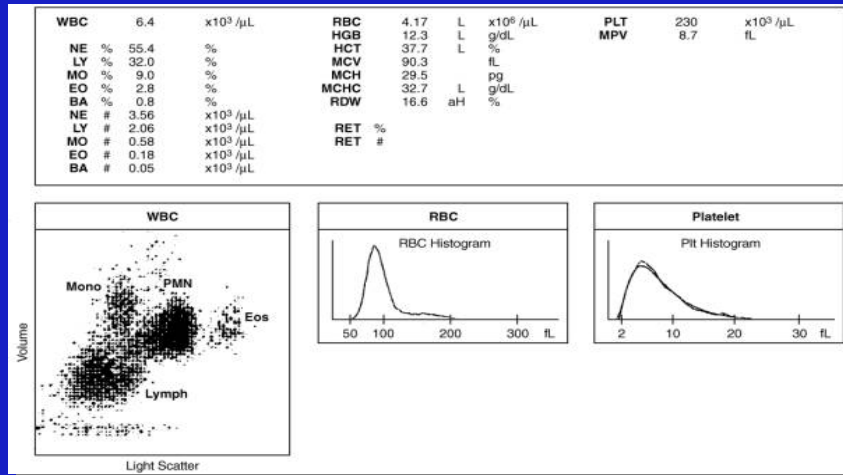 WBC 6.4 x10³ /µL RBC 4.17 L x10⁶ /µL PLT 230 x10³ /µL
HGB 12.3 L g/dL MPV 8.7 fL
NE % 55.4 % HCT 37.7 L %
LY % 32.0 % MCV 90.3 fL
MO % 9.0 % MCH 29.5 pg
EO % 2.8 % MCHC 32.7 L g/dL
BA % 0.8 % RDW 16.6 aH %
NE # 3.56 x10³ /µL
LY # 2.06 x10³ /µL RET %
MO # 0.58 x10³ /µL RET #
EO # 0.18 x10³ /µL
BA # 0.05 x10³ /µL
WBC
Mono
PMN
Eos
Lymph
Volume
Light Scatter
RBC
RBC Histogram
50 100 200 300 fL
Platelet
Plt Histogram
2 10 20 30 fL